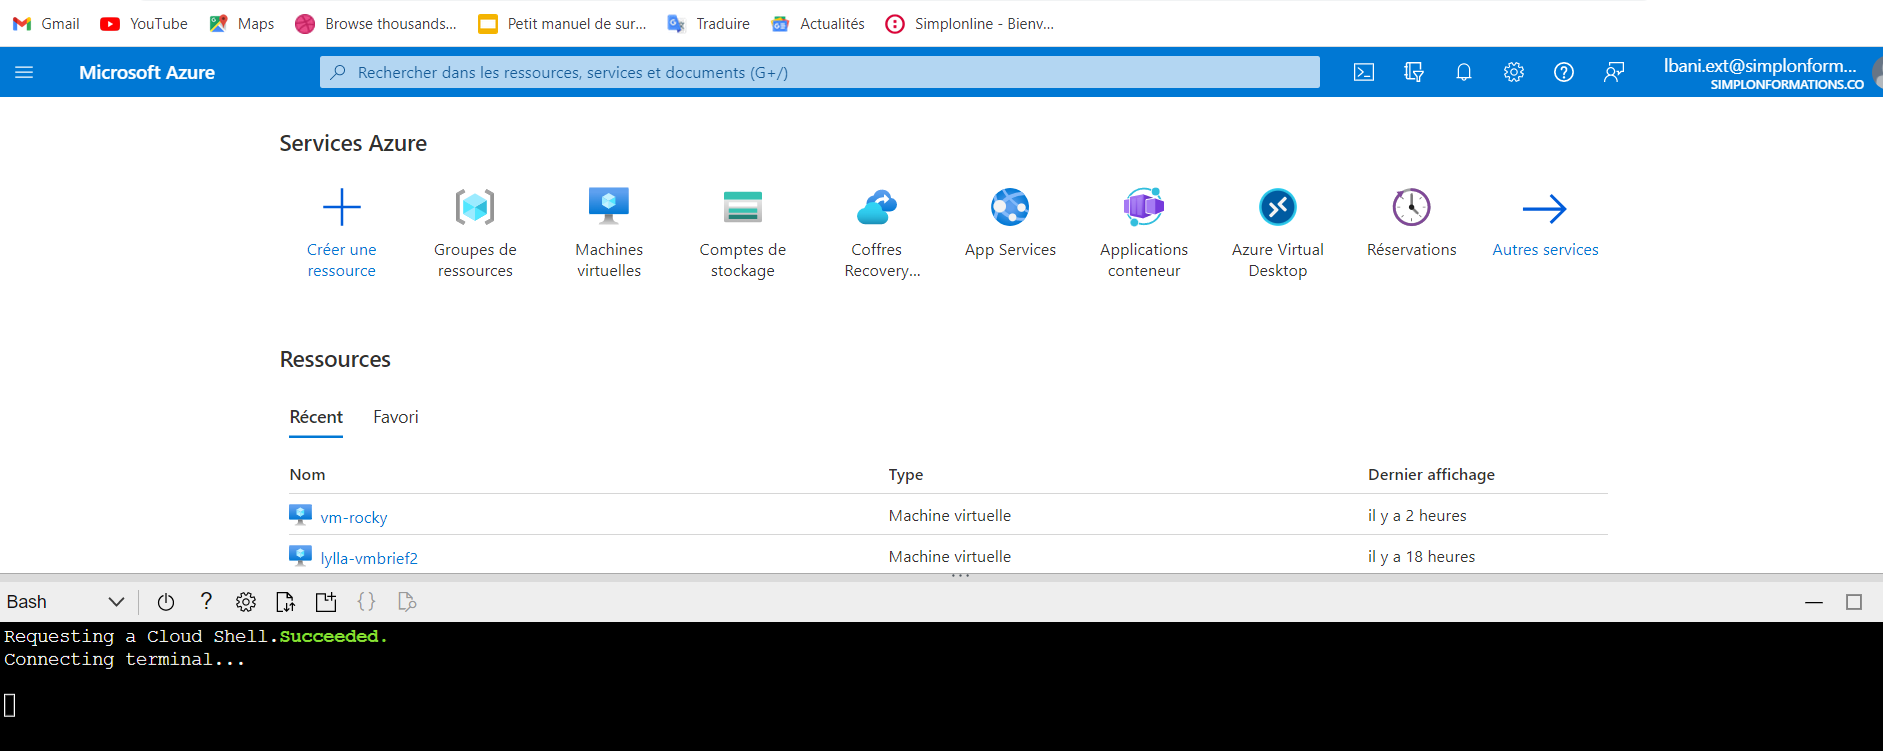 Gmail YouTube Maps Browse thousands... Petit manuel de sur... Traduire Actualités Simplonline - Bienv...
Microsoft Azure Rechercher dans les ressources, services et documents (G+/) lbani.ext@simplonform...
SIMPLONFORMATIONS.CO
Services Azure
Créer une ressource
Groupes de ressources
Machines virtuelles
Comptes de stockage
Coffres Recovery...
App Services
Applications conteneur
Azure Virtual Desktop
Réservations
Autres services
Ressources
Récent Favori
Nom Type Dernier affichage
vm-rocky Machine virtuelle il y a 2 heures
lylla-vmbrief2 Machine virtuelle il y a 18 heures
Bash
Requesting a Cloud Shell.Succeeded.
Connecting terminal...